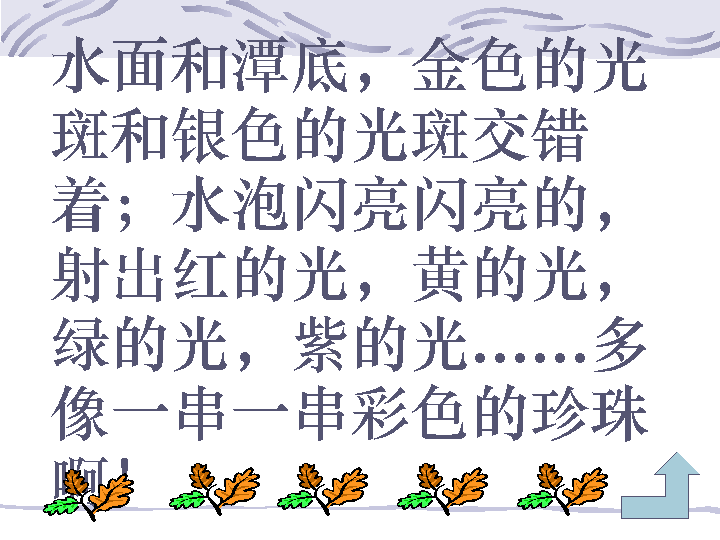 水面和潭底，金色的光
斑和银色的光斑交错
着；水泡闪亮闪亮的，
射出红的光，黄的光，
绿的光，紫的光……多
像一串一串彩色的珍珠
啊！